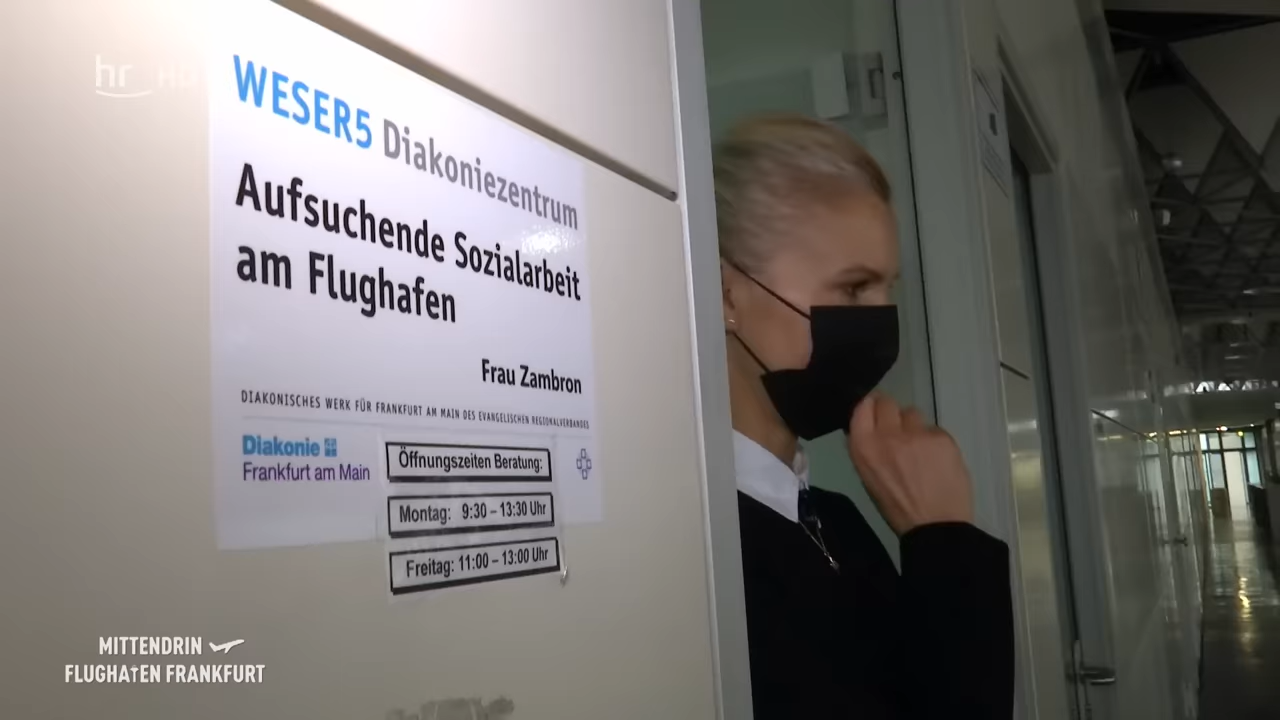 hr HD
WESER5 Diakoniezentrum
Aufsuchende Sozialarbeit
am Flughafen
Frau Zambron
DIAKONISCHES WERK FÜR FRANKFURT AM MAIN DES EVANGELISCHEN REGIONALVERBANDES
Diakonie
Frankfurt am Main
Öffnungszeiten Beratung:
Montag: 9:30 – 13:30 Uhr
Freitag: 11:00 – 13:00 Uhr
MITTENDRIN
FLUGHAFEN FRANKFURT